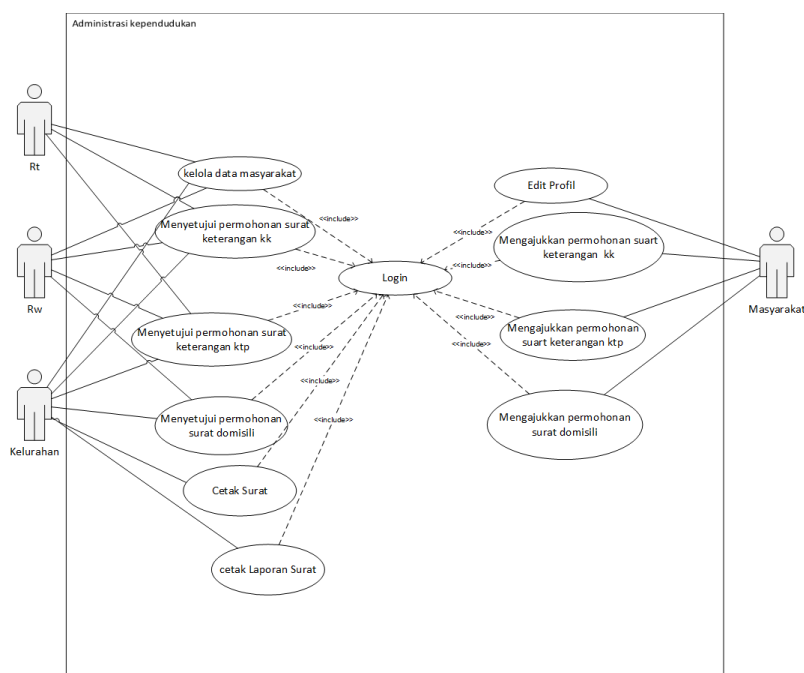 Administrasi kependudukan
Rt
kelola data masyarakat
Edit Profil
<<include>>
Menyetujui permohonan surat
keterangan kk
<<include>>
Mengajukkan permohonan suart
keterangan kk
<<include>>
<<include>>
Login
Rw
Masyarakat
<<include>>
<<include>>
Menyetujui permohonan surat
keterangan ktp
Mengajukkan permohonan
suart keterangan ktp
<<include>>
<<include>>
<<include>>
Kelurahan
Menyetujui permohonan
surat domisili
<<include>>
Mengajukkan permohonan
surat domisili
Cetak Surat
cetak Laporan Surat